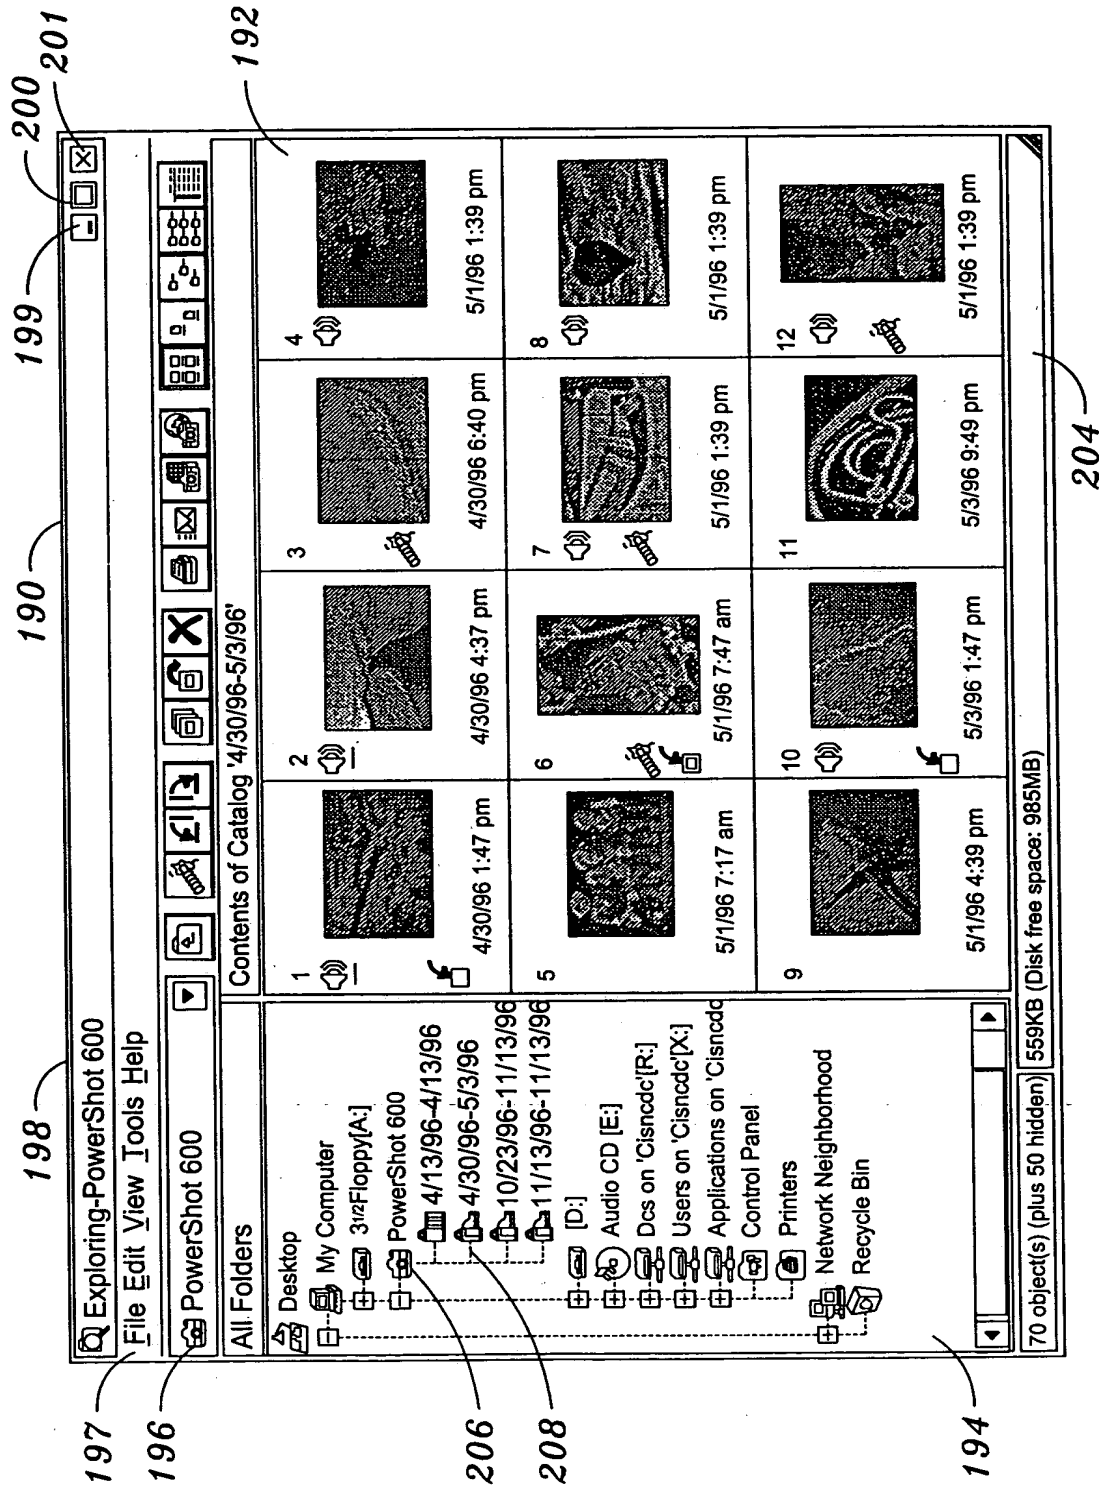 190
198
199
200
201
Exploring-PowerShot 600
197
File Edit View Tools Help
196
PowerShot 600
All Folders
Contents of Catalog '4/30/96-5/3/96'
192
Desktop
My Computer
3 1/2 Floppy[A:]
PowerShot 600
4/13/96-4/13/96
4/30/96-5/3/96
10/23/96-11/13/96
11/13/96-11/13/96
[D:]
Audio CD [E:]
Dcs on 'Cisncdc'[R:]
Users on 'Cisncdc'[X:]
Applications on 'Cisncdc
Control Panel
Printers
Network Neighborhood
Recycle Bin
206
208
194
1
4/30/96 1:47 pm
2
4/30/96 4:37 pm
3
4/30/96 6:40 pm
4
5/1/96 1:39 pm
5
5/1/96 7:17 am
6
5/1/96 7:47 am
7
5/1/96 1:39 pm
8
5/1/96 1:39 pm
9
5/1/96 4:39 pm
10
5/3/96 1:47 pm
11
5/3/96 9:49 pm
12
5/1/96 1:39 pm
70 object(s) (plus 50 hidden)
559KB (Disk free space: 985MB)
204